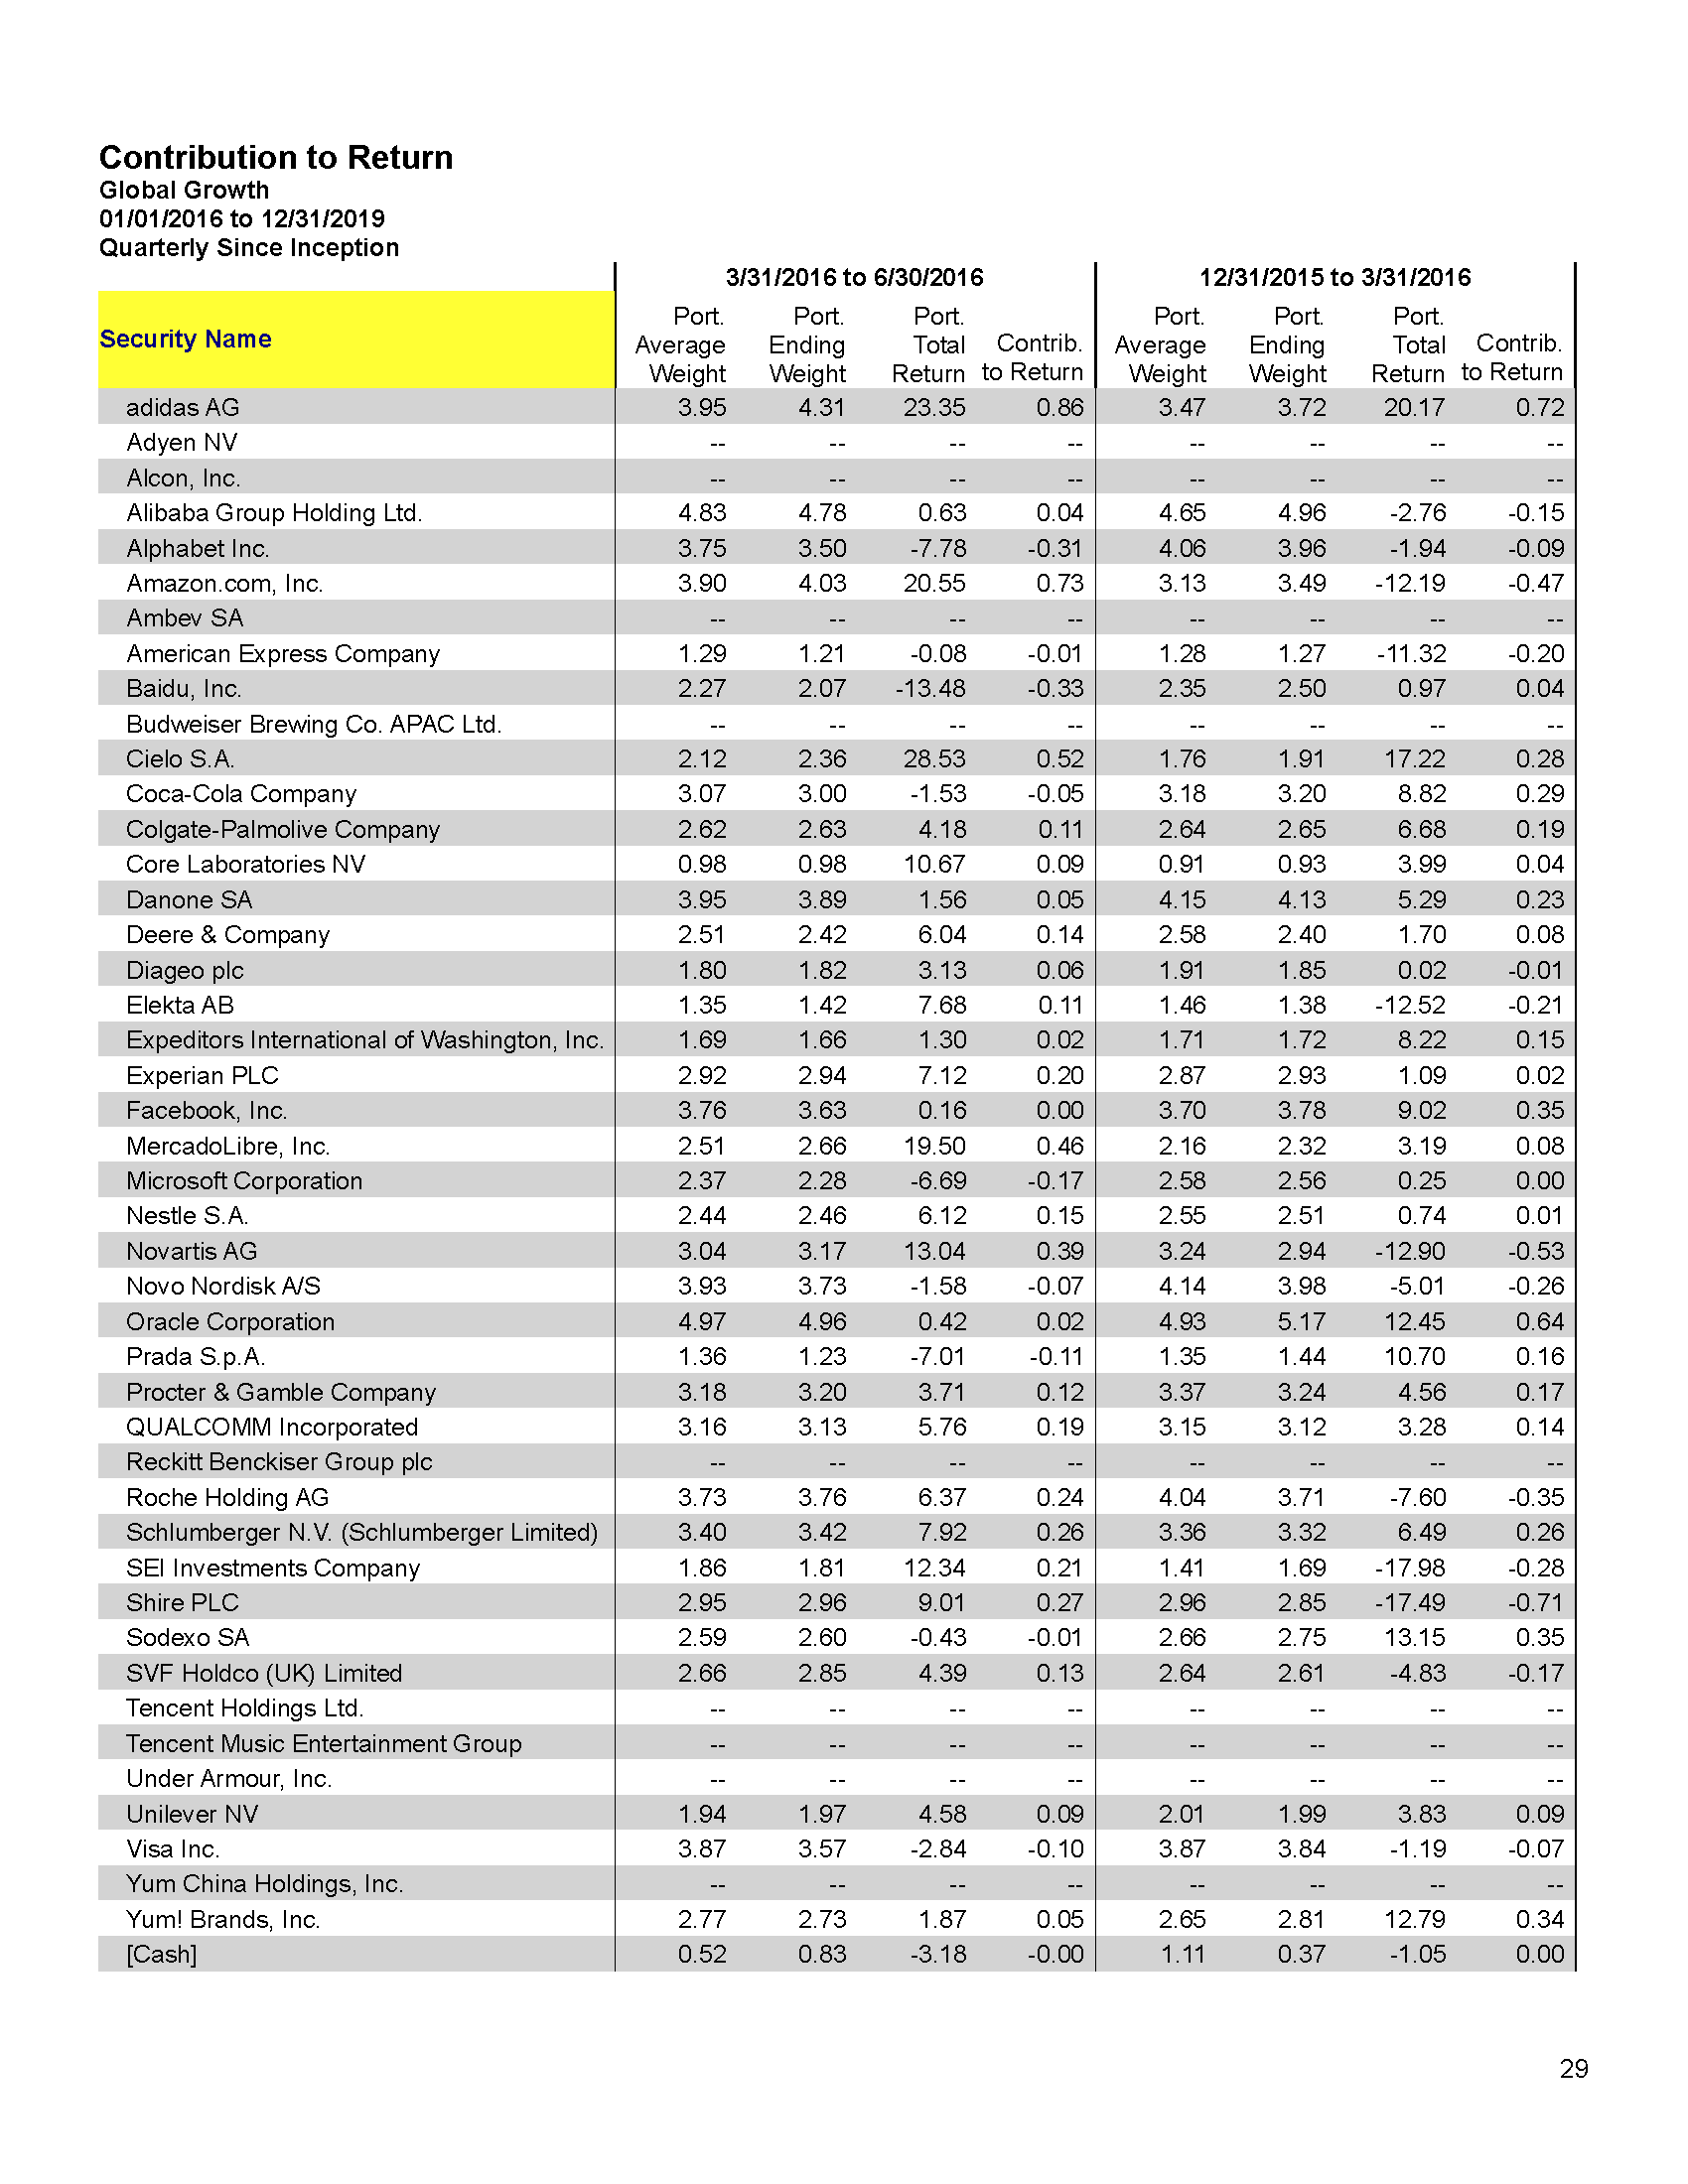 Contribution to Return
Global Growth
01/01/2016 to 12/31/2019
Quarterly Since Inception
3/31/2016 to 6/30/2016 12/31/2015 to 3/31/2016
Security Name Port. Average Weight Port. Ending Weight Port. Total Return Contrib. to Return Port. Average Weight Port. Ending Weight Port. Total Return Contrib. to Return
adidas AG 3.95 4.31 23.35 0.86 3.47 3.72 20.17 0.72
Adyen NV -- -- -- -- -- -- -- --
Alcon, Inc. -- -- -- -- -- -- -- --
Alibaba Group Holding Ltd. 4.83 4.78 0.63 0.04 4.65 4.96 -2.76 -0.15
Alphabet Inc. 3.75 3.50 -7.78 -0.31 4.06 3.96 -1.94 -0.09
Amazon.com, Inc. 3.90 4.03 20.55 0.73 3.13 3.49 -12.19 -0.47
Ambev SA -- -- -- -- -- -- -- --
American Express Company 1.29 1.21 -0.08 -0.01 1.28 1.27 -11.32 -0.20
Baidu, Inc. 2.27 2.07 -13.48 -0.33 2.35 2.50 0.97 0.04
Budweiser Brewing Co. APAC Ltd. -- -- -- -- -- -- -- --
Cielo S.A. 2.12 2.36 28.53 0.52 1.76 1.91 17.22 0.28
Coca-Cola Company 3.07 3.00 -1.53 -0.05 3.18 3.20 8.82 0.29
Colgate-Palmolive Company 2.62 2.63 4.18 0.11 2.64 2.65 6.68 0.19
Core Laboratories NV 0.98 0.98 10.67 0.09 0.91 0.93 3.99 0.04
Danone SA 3.95 3.89 1.56 0.05 4.15 4.13 5.29 0.23
Deere & Company 2.51 2.42 6.04 0.14 2.58 2.40 1.70 0.08
Diageo plc 1.80 1.82 3.13 0.06 1.91 1.85 0.02 -0.01
Elekta AB 1.35 1.42 7.68 0.11 1.46 1.38 -12.52 -0.21
Expeditors International of Washington, Inc. 1.69 1.66 1.30 0.02 1.71 1.72 8.22 0.15
Experian PLC 2.92 2.94 7.12 0.20 2.87 2.93 1.09 0.02
Facebook, Inc. 3.76 3.63 0.16 0.00 3.70 3.78 9.02 0.35
MercadoLibre, Inc. 2.51 2.66 19.50 0.46 2.16 2.32 3.19 0.08
Microsoft Corporation 2.37 2.28 -6.69 -0.17 2.58 2.56 0.25 0.00
Nestle S.A. 2.44 2.46 6.12 0.15 2.55 2.51 0.74 0.01
Novartis AG 3.04 3.17 13.04 0.39 3.24 2.94 -12.90 -0.53
Novo Nordisk A/S 3.93 3.73 -1.58 -0.07 4.14 3.98 -5.01 -0.26
Oracle Corporation 4.97 4.96 0.42 0.02 4.93 5.17 12.45 0.64
Prada S.p.A. 1.36 1.23 -7.01 -0.11 1.35 1.44 10.70 0.16
Procter & Gamble Company 3.18 3.20 3.71 0.12 3.37 3.24 4.56 0.17
QUALCOMM Incorporated 3.16 3.13 5.76 0.19 3.15 3.12 3.28 0.14
Reckitt Benckiser Group plc -- -- -- -- -- -- -- --
Roche Holding AG 3.73 3.76 6.37 0.24 4.04 3.71 -7.60 -0.35
Schlumberger N.V. (Schlumberger Limited) 3.40 3.42 7.92 0.26 3.36 3.32 6.49 0.26
SEI Investments Company 1.86 1.81 12.34 0.21 1.41 1.69 -17.98 -0.28
Shire PLC 2.95 2.96 9.01 0.27 2.96 2.85 -17.49 -0.71
Sodexo SA 2.59 2.60 -0.43 -0.01 2.66 2.75 13.15 0.35
SVF Holdco (UK) Limited 2.66 2.85 4.39 0.13 2.64 2.61 -4.83 -0.17
Tencent Holdings Ltd. -- -- -- -- -- -- -- --
Tencent Music Entertainment Group -- -- -- -- -- -- -- --
Under Armour, Inc. -- -- -- -- -- -- -- --
Unilever NV 1.94 1.97 4.58 0.09 2.01 1.99 3.83 0.09
Visa Inc. 3.87 3.57 -2.84 -0.10 3.87 3.84 -1.19 -0.07
Yum China Holdings, Inc. -- -- -- -- -- -- -- --
Yum! Brands, Inc. 2.77 2.73 1.87 0.05 2.65 2.81 12.79 0.34
[Cash] 0.52 0.83 -3.18 -0.00 1.11 0.37 -1.05 0.00
29